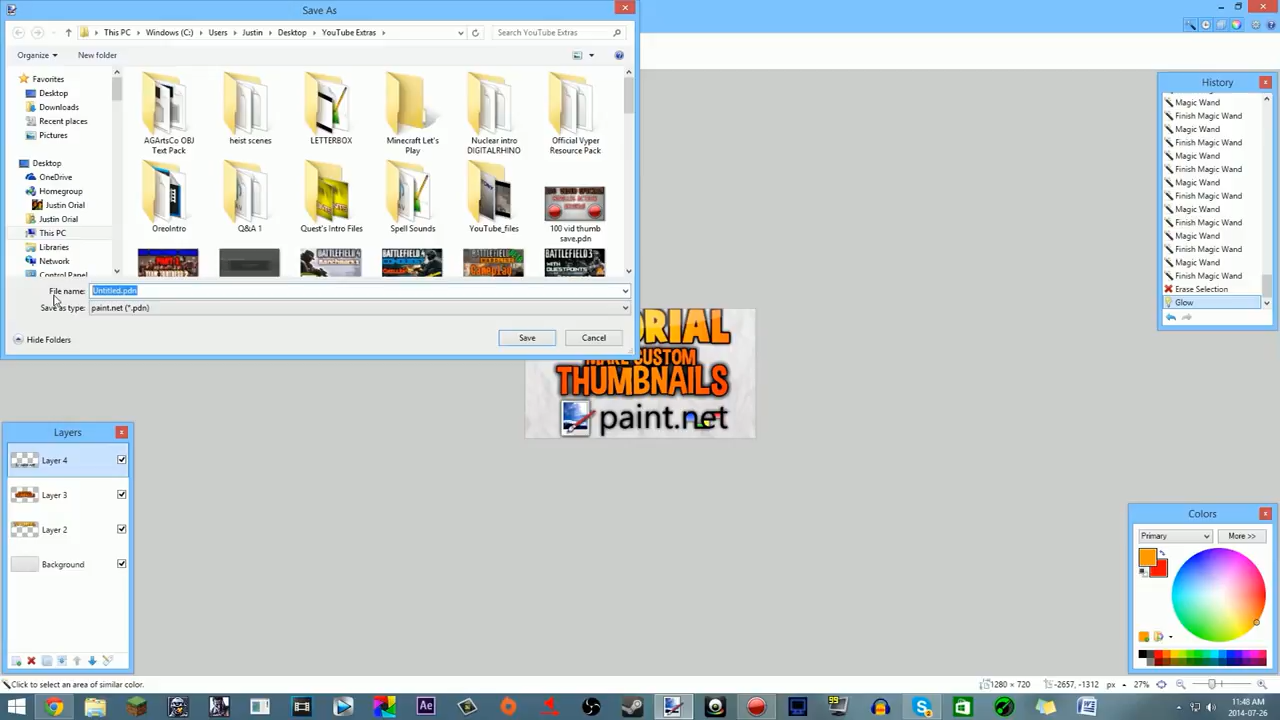 Save As
This PC ▸ Windows (C:) ▸ Users ▸ Justin ▸ Desktop ▸ YouTube Extras ▸
Search YouTube Extras
Organize
New folder
Favorites
Desktop
Downloads
Recent places
Pictures
Desktop
OneDrive
Homegroup
Justin Orial
Justin Orial
This PC
Libraries
Network
Control Panel
AGArtsCo OBJ
Text Pack
heist scenes
LETTERBOX
Minecraft Let's
Play
Nuclear intro
DIGITALRHINO
Official Vyper
Resource Pack
OreoIntro
Q&A 1
Quest's Intro Files
Spell Sounds
YouTube_files
100 vid thumb
save.pdn
File name:
Untitled.pdn
Save as type:
paint.net (*.pdn)
Hide Folders
Save
Cancel
ORIAL
MAKE CUSTOM
THUMBNAILS
paint.net
History
Magic Wand
Finish Magic Wand
Magic Wand
Finish Magic Wand
Magic Wand
Finish Magic Wand
Magic Wand
Finish Magic Wand
Magic Wand
Finish Magic Wand
Magic Wand
Finish Magic Wand
Magic Wand
Finish Magic Wand
Erase Selection
Glow
Layers
Layer 4
Layer 3
Layer 2
Background
Colors
Primary
More >>
Click to select an area of similar color.
1280 × 720
-2657, -1312
px
27%
Ae
99
11:48 AM
2014-07-26